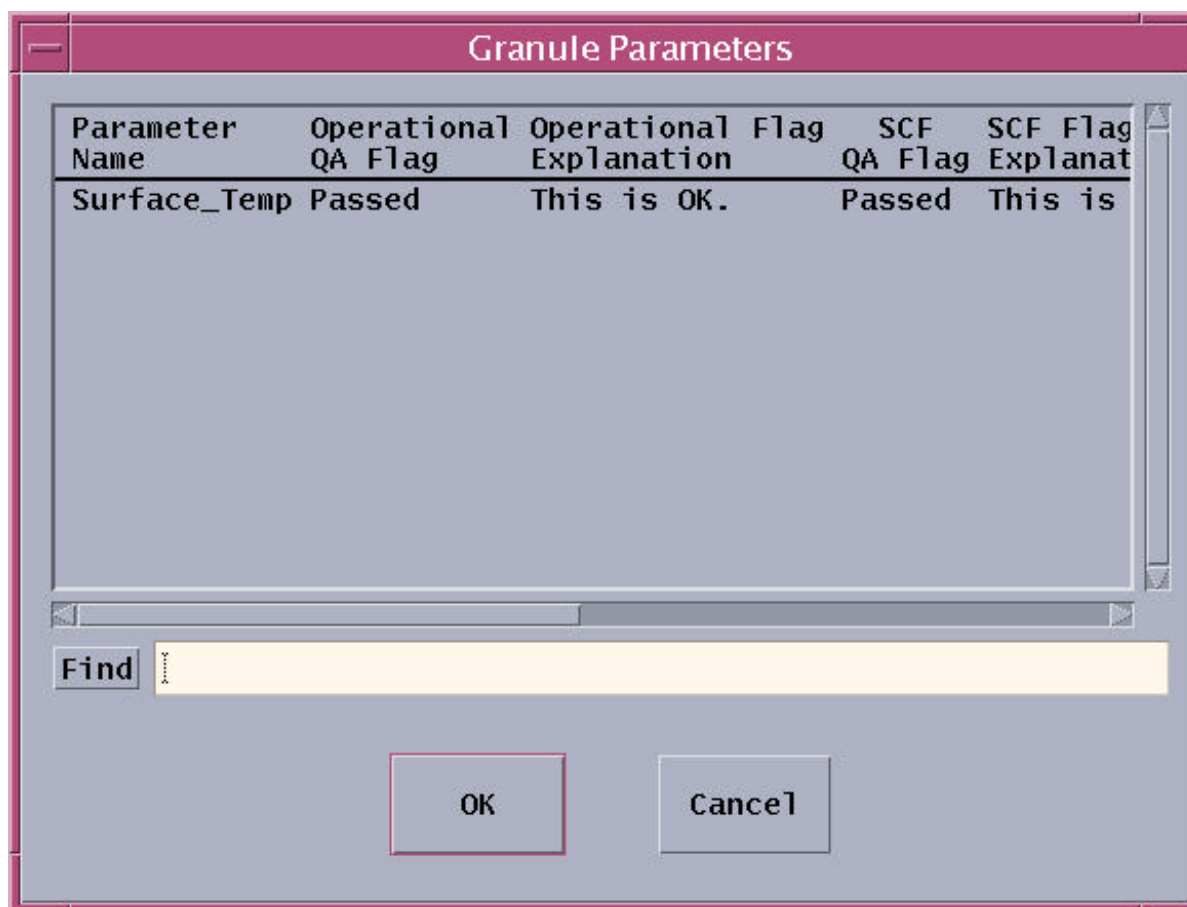 Granule Parameters
Parameter Operational Operational Flag SCF SCF Flag
Name QA Flag Explanation QA Flag Explanat
Surface_Temp Passed This is OK. Passed This is
Find
OK Cancel